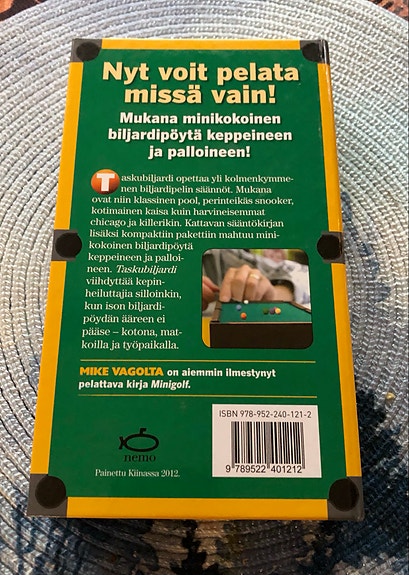 Nyt voit pelata
missä vain!
Mukana minikokoinen
biljardipöytä keppeineen
ja palloineen!
Taskubiljardi opettaa yli kolmenkymme-
nen biljardipelin säännöt. Mukana
ovat niin klassinen pool, perinteikäs snooker,
kotimainen kaisa kuin harvineisemmat
chicago ja killerikin. Kattavan sääntökirjan
lisäksi kompaktiin pakettiin mahtuu mini-
kokoinen biljardipöytä
keppeineen ja palloi-
neen. Taskubiljardi
viihdyttää kepin-
heiluttajia silloinkin,
kun ison biljardi-
pöydän ääreen ei
pääse – kotona, mat-
koilla ja työpaikalla.
MIKE VAGOLTA on aiemmin ilmestynyt
pelattava kirja Minigolf.
nemo
Painettu Kiinassa 2012.
ISBN 978-952-240-121-2
9 789522 401212